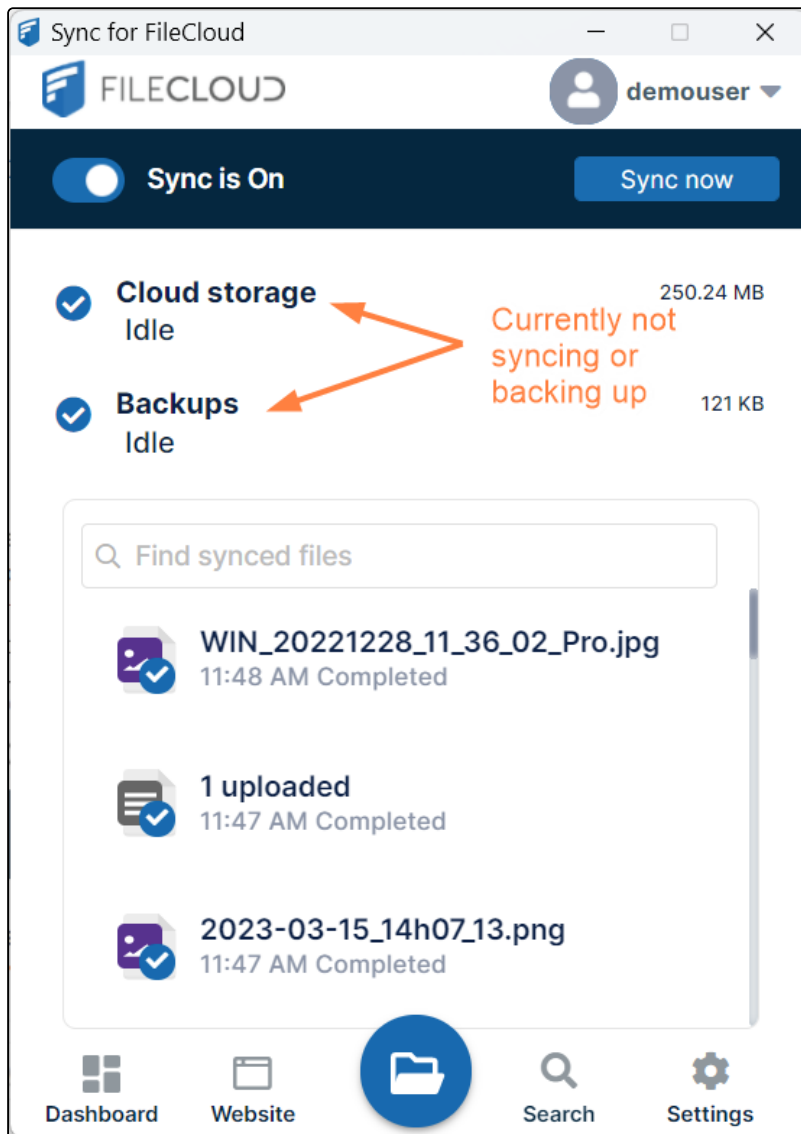 Sync for FileCloud
FILECLOUD
demouser
Sync is On
Sync now
Cloud storage
250.24 MB
Idle
Currently not
syncing or
backing up
Backups
121 KB
Idle
Find synced files
WIN_20221228_11_36_02_Pro.jpg
11:48 AM Completed
1 uploaded
11:47 AM Completed
2023-03-15_14h07_13.png
11:47 AM Completed
Dashboard
Website
Search
Settings